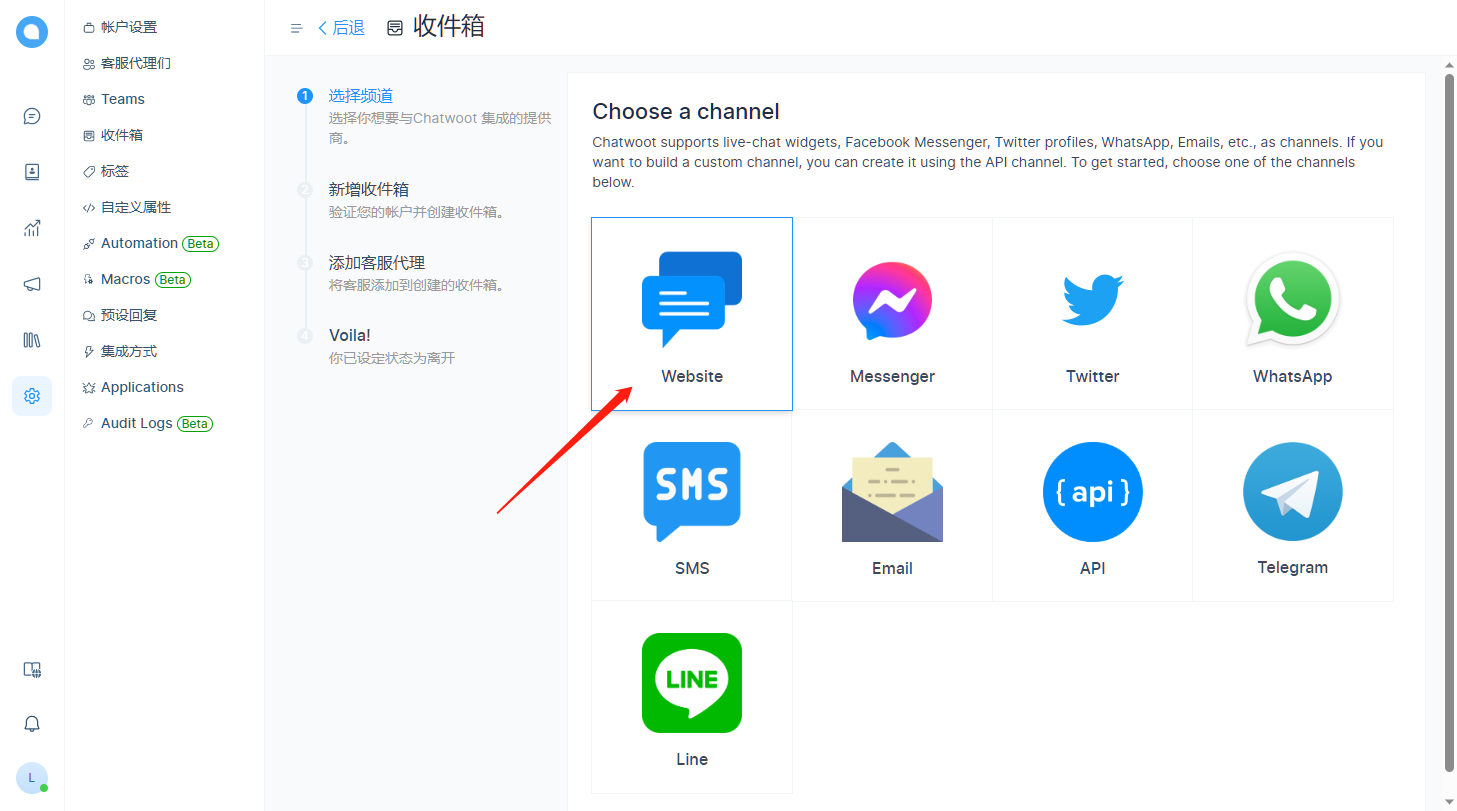 后退
收件箱
帐户设置
客服代理们
Teams
收件箱
标签
自定义属性
Automation Beta
Macros Beta
预设回复
集成方式
Applications
Audit Logs Beta
L
1 选择频道
选择你想要与Chatwoot 集成的提供
商。
2 新增收件箱
验证您的帐户并创建收件箱。
3 添加客服代理
将客服添加到创建的收件箱。
4 Voila!
你已设定状态为离开
Choose a channel
Chatwoot supports live-chat widgets, Facebook Messenger, Twitter profiles, WhatsApp, Emails, etc., as channels. If you
want to build a custom channel, you can create it using the API channel. To get started, choose one of the channels
below.
Website
Messenger
Twitter
WhatsApp
SMS
{ api }
SMS
Email
API
Telegram
LINE
Line